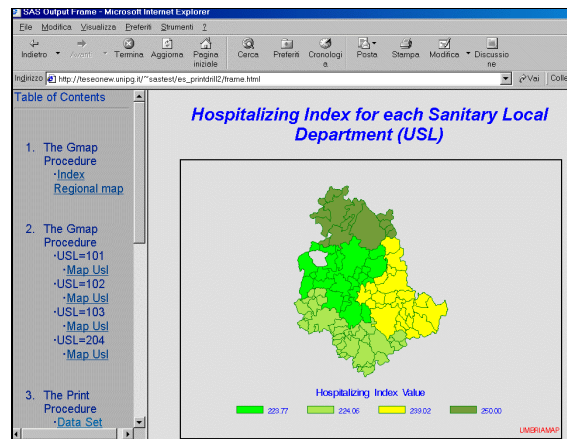 SAS Output Frame - Microsoft Internet Explorer
File Modifica Visualizza Preferiti Strumenti ?
Indietro Avanti Termina Aggiorna Pagina iniziale Cerca Preferiti Cronologia Posta Stampa Modifica Discussione
Indirizzo http://teseonew.unipg.it/~sastest/es_printdrill2/frame.html Vai Colle
Table of Contents
1. The Gmap
Procedure
·Index
Regional map
2. The Gmap
Procedure
·USL=101
·Map Usl
·USL=102
·Map Usl
·USL=103
·Map Usl
·USL=204
·Map Usl
3. The Print
Procedure
·Data Set
Hospitalizing Index for each Sanitary Local
Department (USL)
Hospitalizing Index Value
223.77 224.06 239.02 250.00
UMBRIAMAP